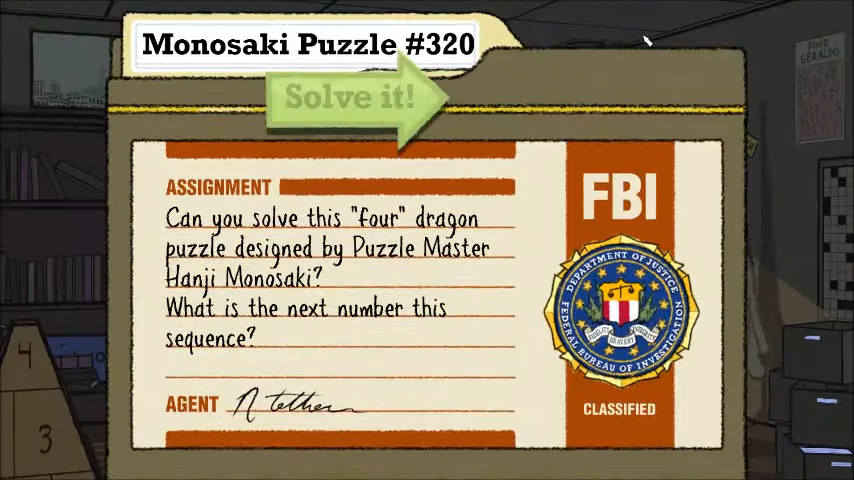 Monosaki Puzzle #320
Solve it!
FIND
GERALDO
ASSIGNMENT
Can you solve this "four" dragon
puzzle designed by Puzzle Master
Hanji Monosaki?
What is the next number this
sequence?
AGENT N Tethers
FBI
DEPARTMENT OF JUSTICE
FIDELITY BRAVERY INTEGRITY
FEDERAL BUREAU OF INVESTIGATION
CLASSIFIED
4
3